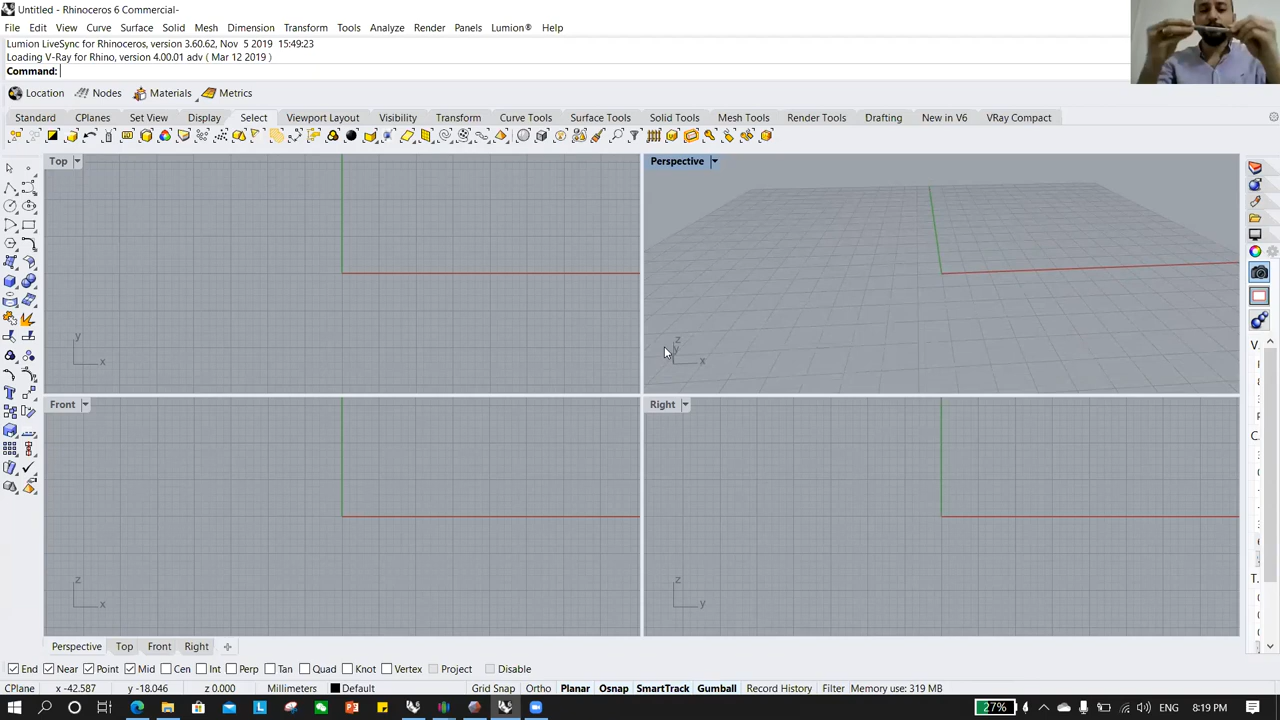 Untitled - Rhinoceros 6 Commercial-
File Edit View Curve Surface Solid Mesh Dimension Transform Tools Analyze Render Panels Lumion® Help
Lumion LiveSync for Rhinoceros, version 3.60.62, Nov 5 2019 15:49:23
Loading V-Ray for Rhino, version 4.00.01 adv ( Mar 12 2019 )
Command:
Location Nodes Materials Metrics
Standard CPlanes Set View Display Select Viewport Layout Visibility Transform Curve Tools Surface Tools Solid Tools Mesh Tools Render Tools Drafting New in V6 VRay Compact
Top
Perspective
y
x
z
y
x
V.
C.
Front
Right
z
x
z
y
T.
Perspective Top Front Right
End Near Point Mid Cen Int Perp Tan Quad Knot Vertex Project Disable
CPlane x -42.587 y -18.046 z 0.000 Millimeters Default Grid Snap Ortho Planar Osnap SmartTrack Gumball Record History Filter Memory use: 319 MB
27% ENG 8:19 PM